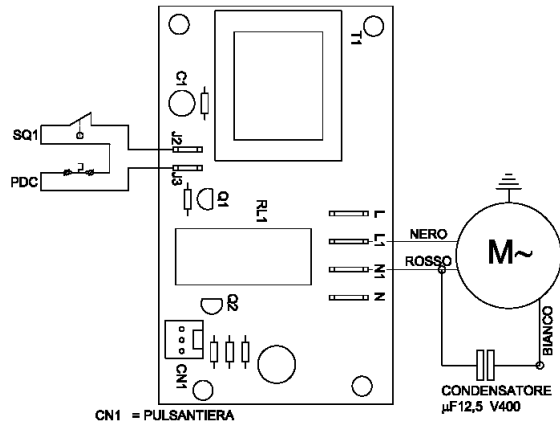 T1
C1
SQ1
J2
PDC
J3
Q1
RL1
L
L1
NERO
N1
ROSSO
M~
N
Q2
BIANCO
CN1
CONDENSATORE
µF12,5 V400
CN1 = PULSANTIERA